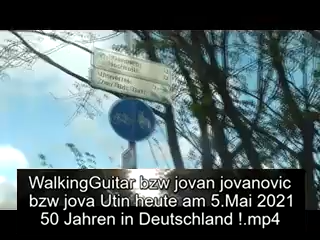 WalkingGuitar bzw jovan jovanovic
bzw jova Utin heute am 5.Mai 2021
50 Jahren in Deutschland !.mp4